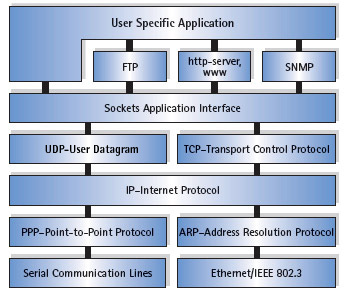 User Specific Application
FTP
http-server,
www
SNMP
Sockets Application Interface
UDP-User Datagram
TCP-Transport Control Protocol
IP-Internet Protocol
PPP-Point-to-Point Protocol
ARP-Address Resolution Protocol
Serial Communication Lines
Ethernet/IEEE 802.3